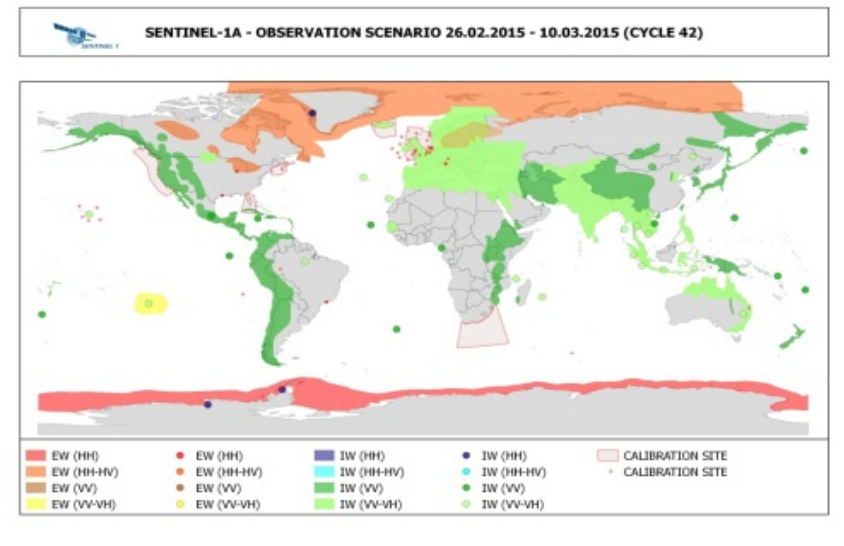 SENTINEL 1
SENTINEL-1A - OBSERVATION SCENARIO 26.02.2015 - 10.03.2015 (CYCLE 42)
EW (HH) EW (HH) IW (HH) IW (HH) CALIBRATION SITE
EW (HH-HV) EW (HH-HV) IW (HH-HV) IW (HH-HV) CALIBRATION SITE
EW (VV) EW (VV) IW (VV) IW (VV)
EW (VV-VH) EW (VV-VH) IW (VV-VH) IW (VV-VH)